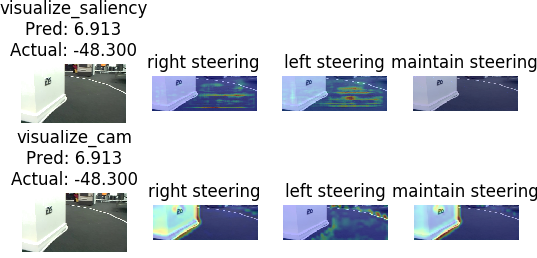 visualize_saliency
Pred: 6.913
Actual: -48.300
right steering
left steering
maintain steering
visualize_cam
Pred: 6.913
Actual: -48.300
right steering
left steering
maintain steering